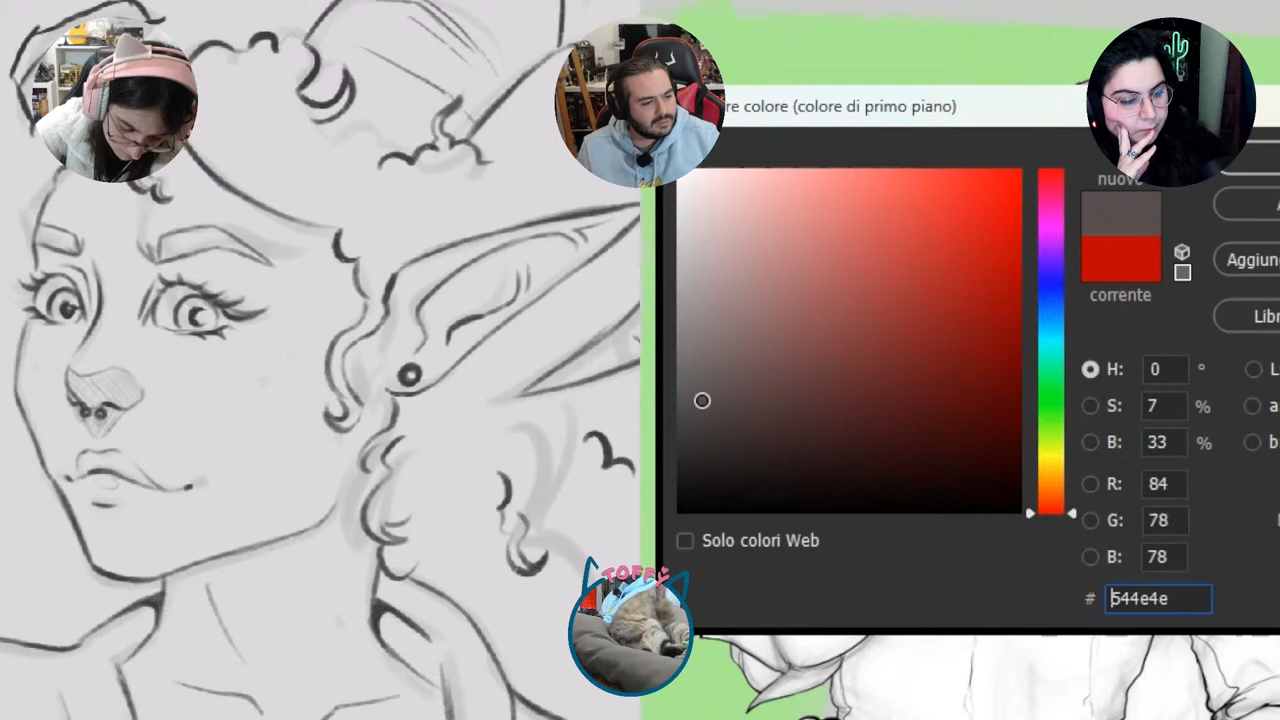 re colore (colore di primo piano)
nuovo
corrente
Aggiun
Libr
H: 0 °
S: 7 %
B: 33 %
R: 84
G: 78
B: 78
L
a
b
# 544e4e
Solo colori Web
TOFFY